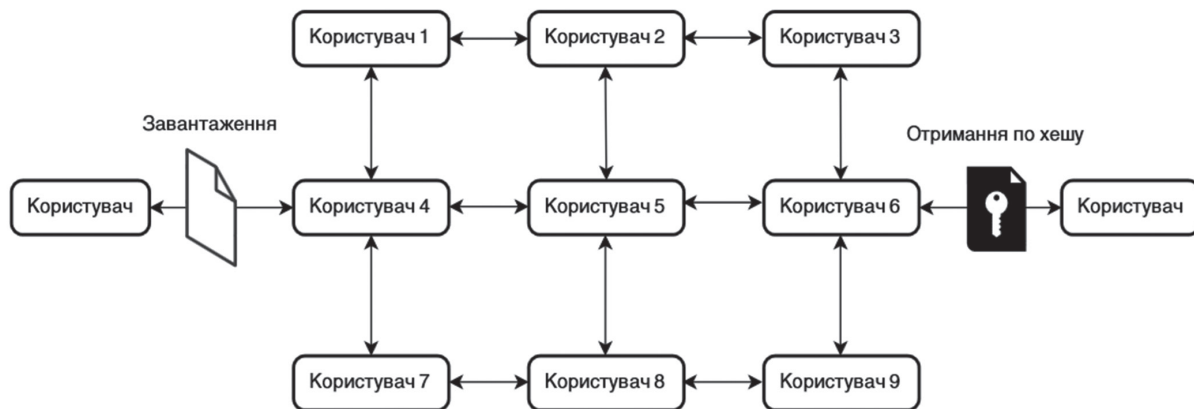 Користувач 1
Користувач 2
Користувач 3
Завантаження
Отримання по хешу
Користувач
Користувач 4
Користувач 5
Користувач 6
Користувач
Користувач 7
Користувач 8
Користувач 9